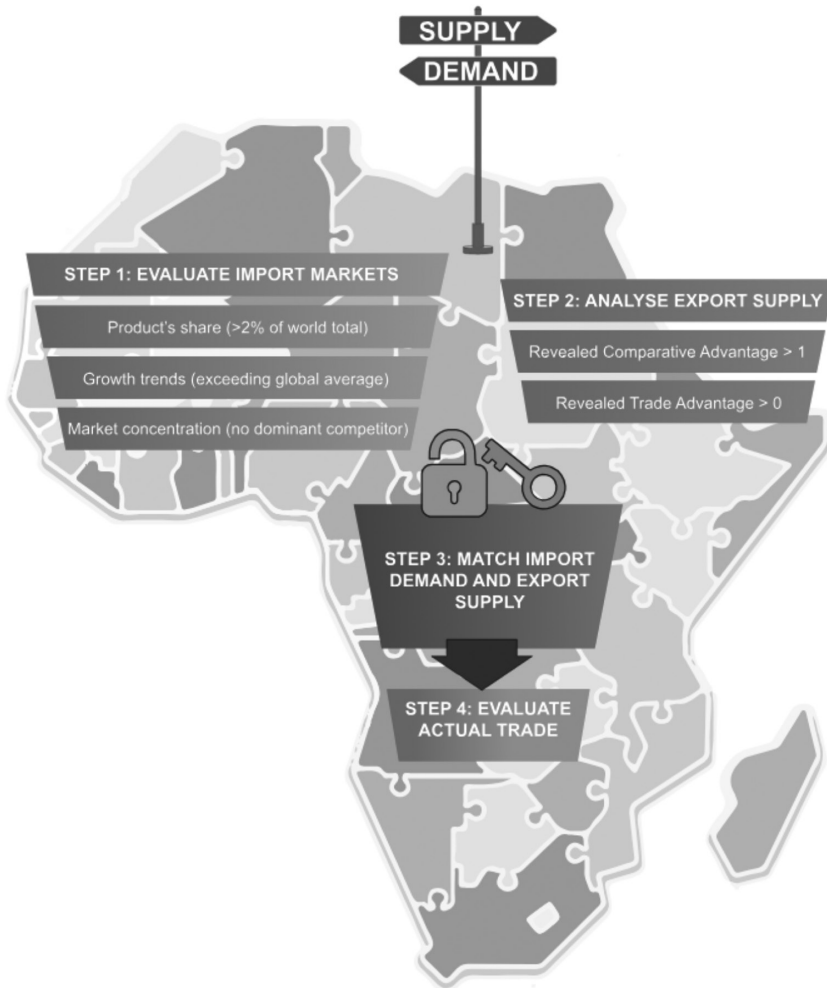 SUPPLY
DEMAND
STEP 1: EVALUATE IMPORT MARKETS
Product's share (>2% of world total)
Growth trends (exceeding global average)
Market concentration (no dominant competitor)
STEP 2: ANALYSE EXPORT SUPPLY
Revealed Comparative Advantage > 1
Revealed Trade Advantage > 0
STEP 3: MATCH IMPORT
DEMAND AND EXPORT
SUPPLY
STEP 4: EVALUATE
ACTUAL TRADE